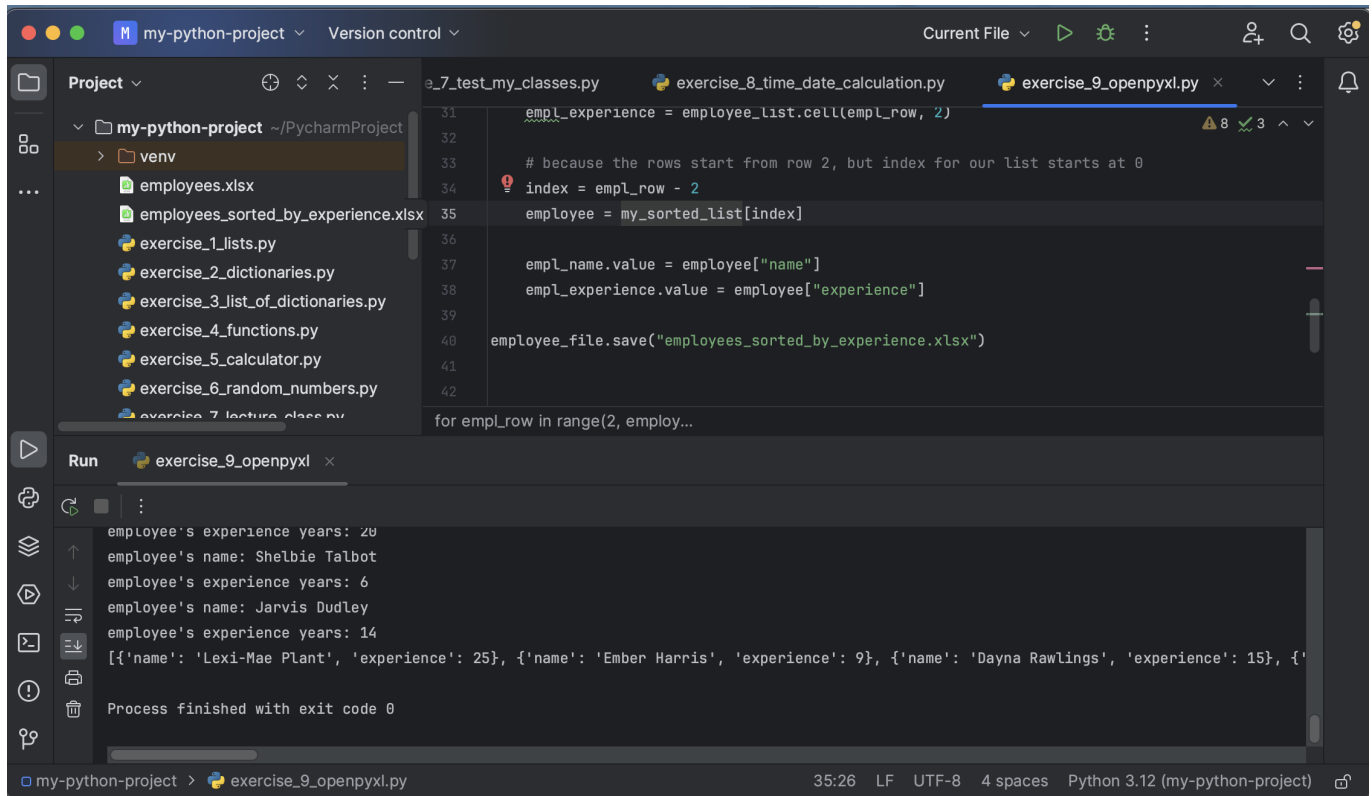 M my-python-project Version control Current File
Project
e_7_test_my_classes.py exercise_8_time_date_calculation.py exercise_9_openpyxl.py
my-python-project ~/PycharmProject
venv
employees.xlsx
employees_sorted_by_experience.xlsx
exercise_1_lists.py
exercise_2_dictionaries.py
exercise_3_list_of_dictionaries.py
exercise_4_functions.py
exercise_5_calculator.py
exercise_6_random_numbers.py
exercise_7_lecture_class.py
8 3
31 empl_experience = employee_list.cell(empl_row, 2)
32
33 # because the rows start from row 2, but index for our list starts at 0
34 index = empl_row - 2
35 employee = my_sorted_list[index]
36
37 empl_name.value = employee["name"]
38 empl_experience.value = employee["experience"]
39
40 employee_file.save("employees_sorted_by_experience.xlsx")
41
42
for empl_row in range(2, employ...
Run exercise_9_openpyxl
employee's experience years: 20
employee's name: Shelbie Talbot
employee's experience years: 6
employee's name: Jarvis Dudley
employee's experience years: 14
[{'name': 'Lexi-Mae Plant', 'experience': 25}, {'name': 'Ember Harris', 'experience': 9}, {'name': 'Dayna Rawlings', 'experience': 15}, {'
Process finished with exit code 0
my-python-project > exercise_9_openpyxl.py 35:26 LF UTF-8 4 spaces Python 3.12 (my-python-project)